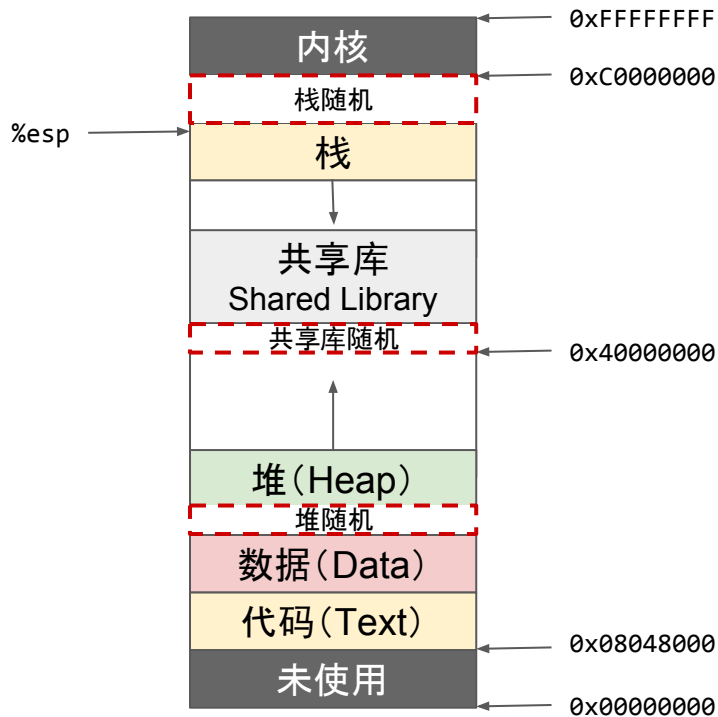 0xFFFFFFFF
内核
0xC0000000
栈随机
%esp
栈
共享库
Shared Library
共享库随机
0x40000000
堆(Heap)
堆随机
数据(Data)
代码(Text)
0x08048000
未使用
0x00000000